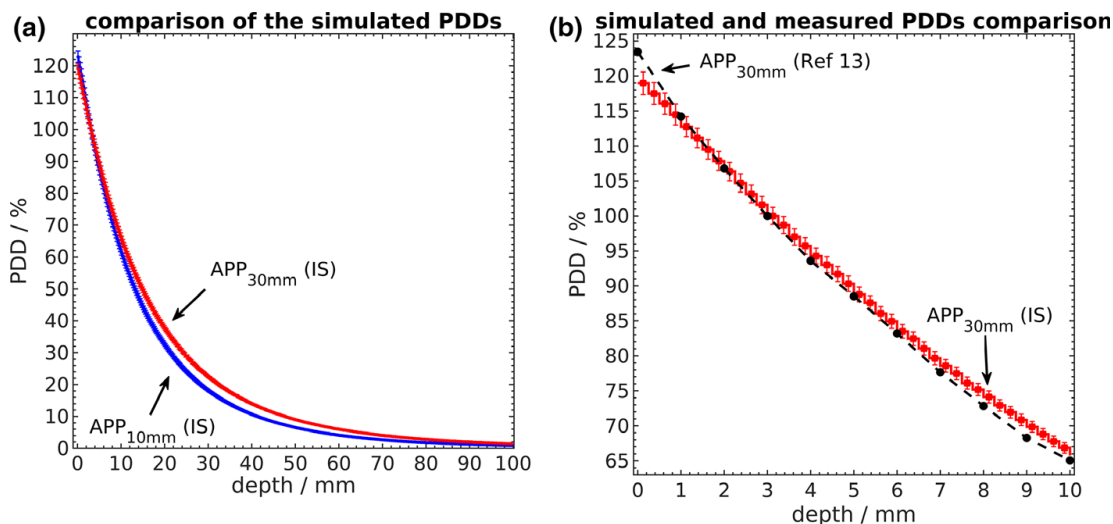 (a) comparison of the simulated PDDs
120
110
100
90
80
70
60
50
40
30
20
10
0
PDD / %
APP30mm (IS)
APP10mm (IS)
0 10 20 30 40 50 60 70 80 90 100
depth / mm
(b) simulated and measured PDDs comparison
125
120
115
110
105
100
95
90
85
80
75
70
65
PDD / %
APP30mm (Ref 13)
APP30mm (IS)
0 1 2 3 4 5 6 7 8 9 10
depth / mm